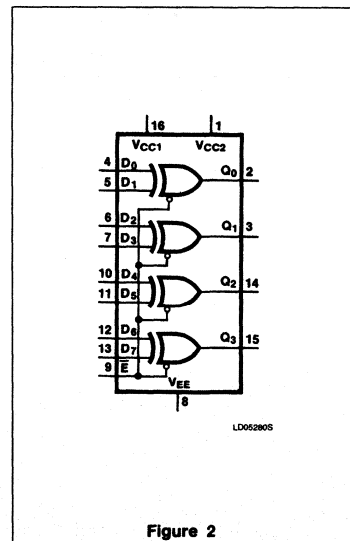 16 1
VCC1 VCC2
4 D0
Q0 2
5 D1
6 D2
Q1 3
7 D3
10 D4
Q2 14
11 D5
12 D6
Q3 15
13 D7
9 E̅
VEE
8
LD05280S
Figure 2